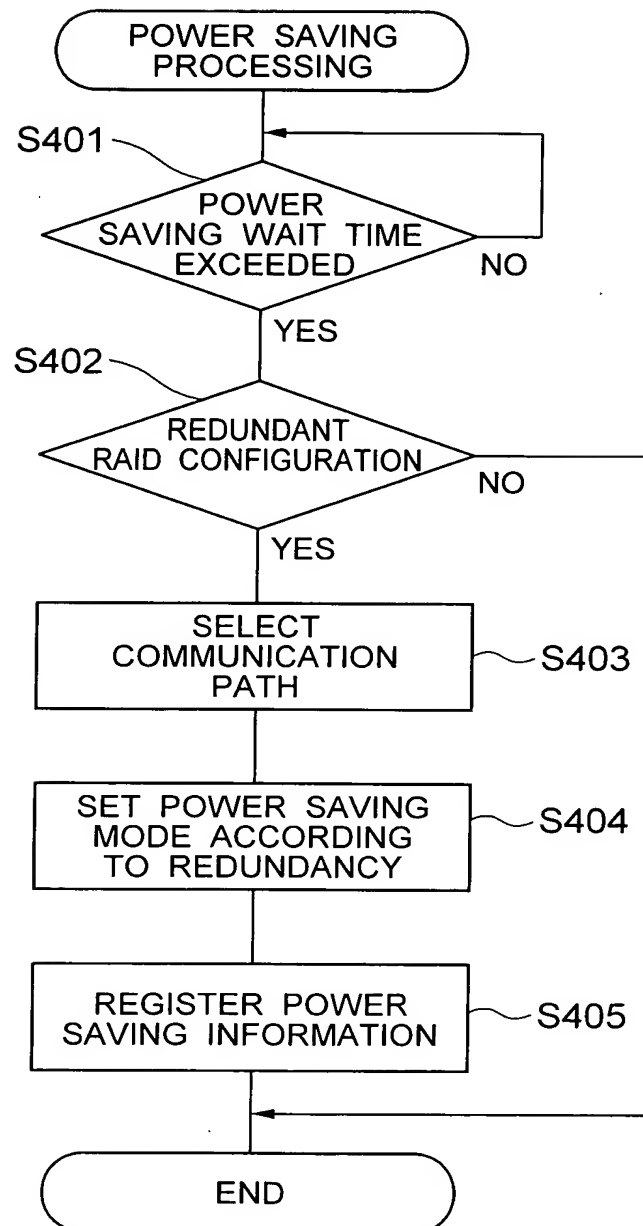 POWER SAVING
PROCESSING
S401
POWER
SAVING WAIT TIME
EXCEEDED
NO
YES
S402
REDUNDANT
RAID CONFIGURATION
NO
YES
SELECT
COMMUNICATION
PATH
S403
SET POWER SAVING
MODE ACCORDING
TO REDUNDANCY
S404
REGISTER POWER
SAVING INFORMATION
S405
END